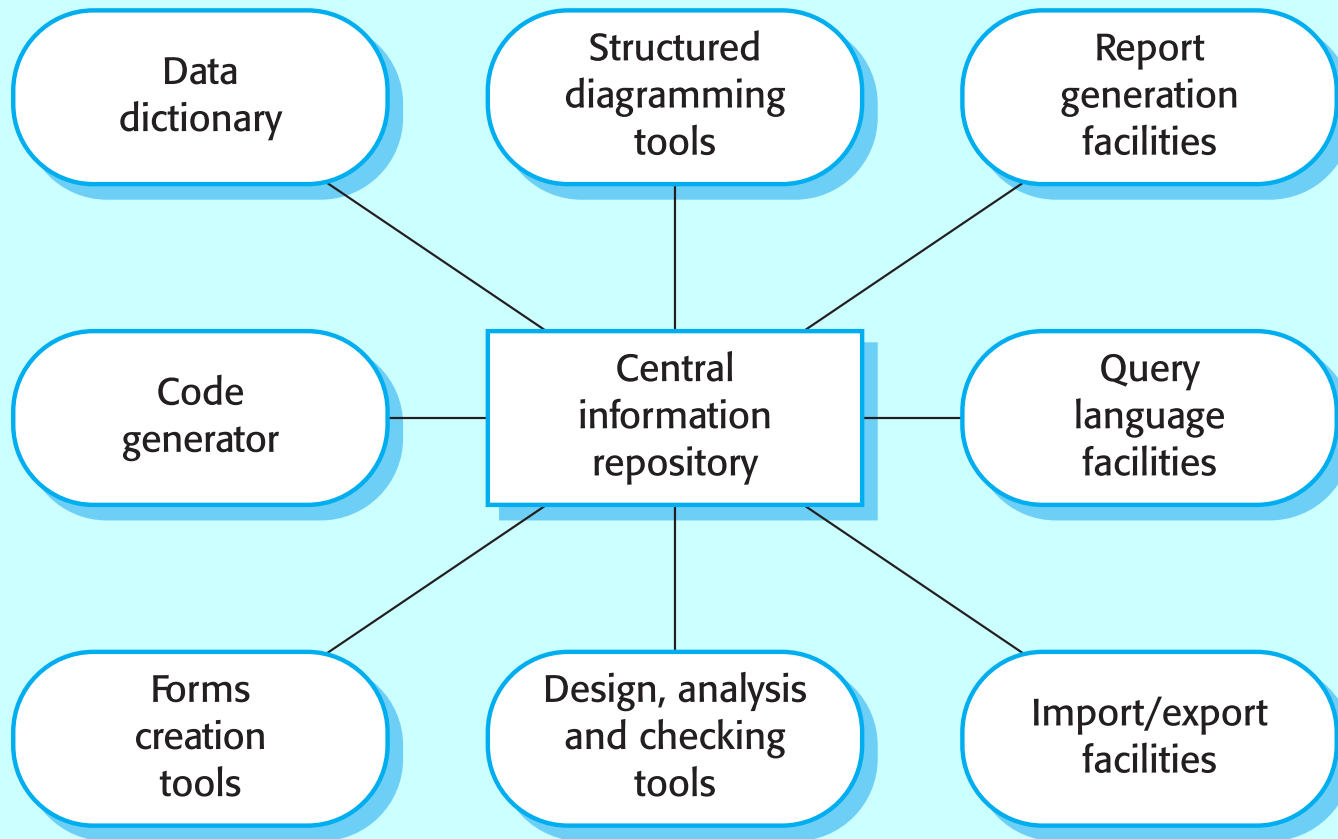 Data
dictionary
Structured
diagramming
tools
Report
generation
facilities
Code
generator
Central
information
repository
Query
language
facilities
Forms
creation
tools
Design, analysis
and checking
tools
Import/export
facilities